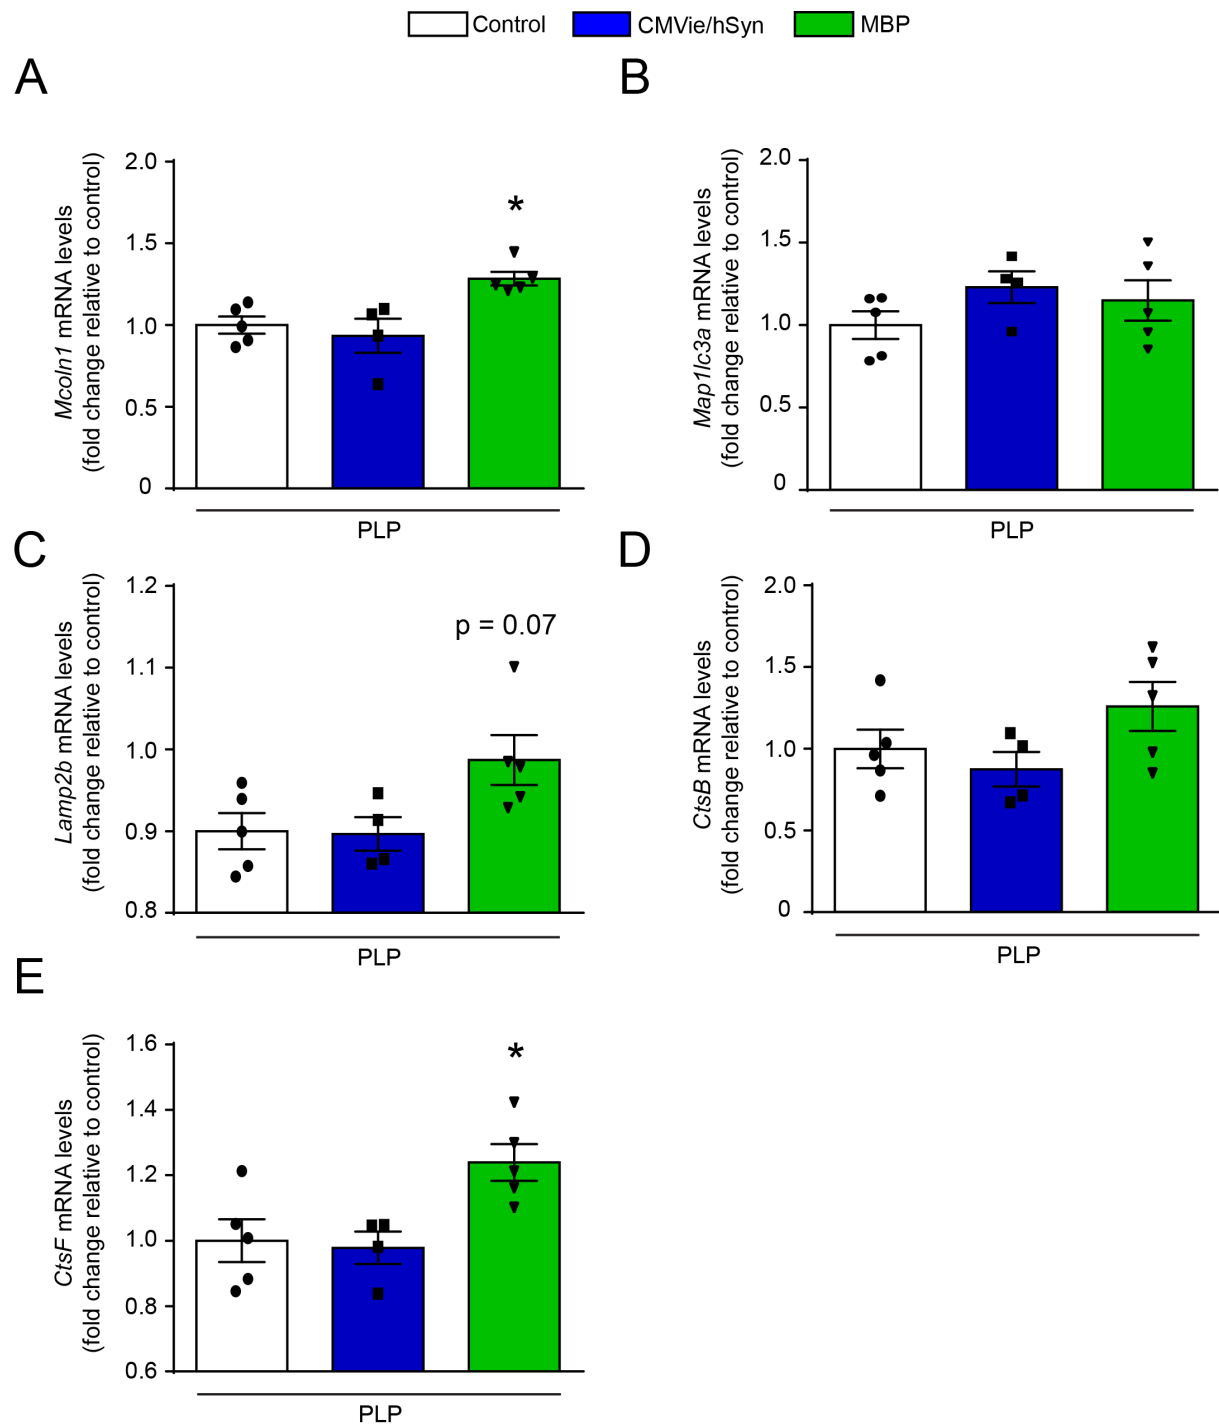 Control CMVie/hSyn MBP
A
Mcoln1 mRNA levels
(fold change relative to control)
2.0
1.5
1.0
0.5
0
*
PLP
B
Map1lc3a mRNA levels
(fold change relative to control)
2.0
1.5
1.0
0.5
0
PLP
C
Lamp2b mRNA levels
(fold change relative to control)
1.2
1.1
1.0
0.9
0.8
p = 0.07
PLP
D
CtsB mRNA levels
(fold change relative to control)
2.0
1.5
1.0
0.5
0
PLP
E
CtsF mRNA levels
(fold change relative to control)
1.6
1.4
1.2
1.0
0.8
0.6
*
PLP